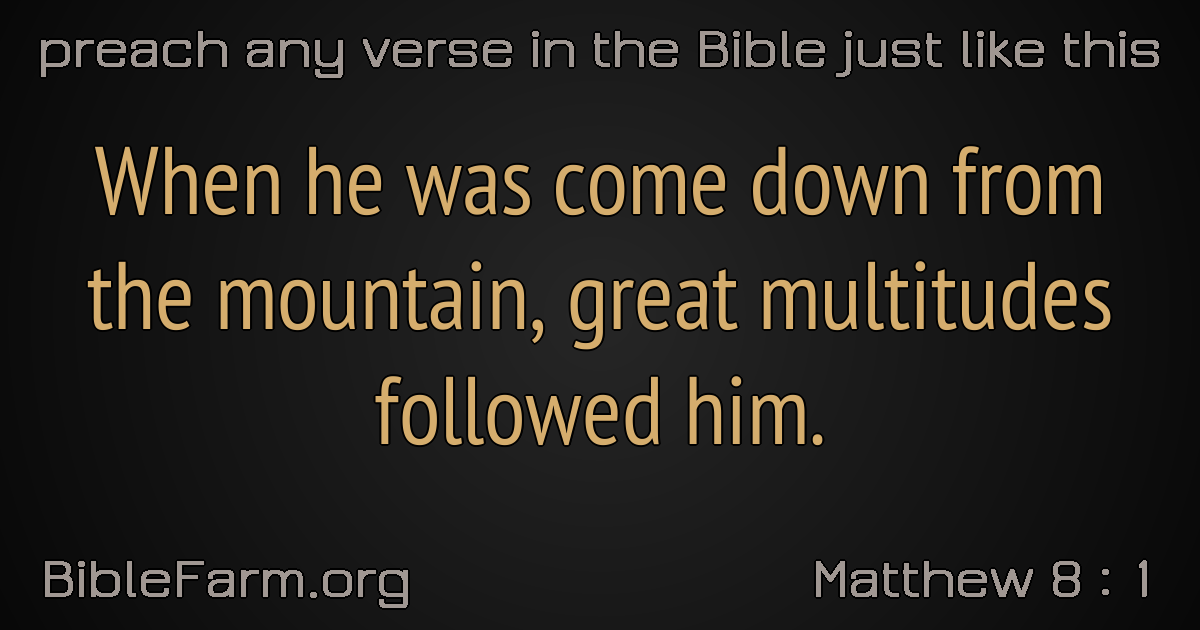 preach any verse in the Bible just like this
When he was come down from
the mountain, great multitudes
followed him.
BibleFarm.org
Matthew 8 : 1